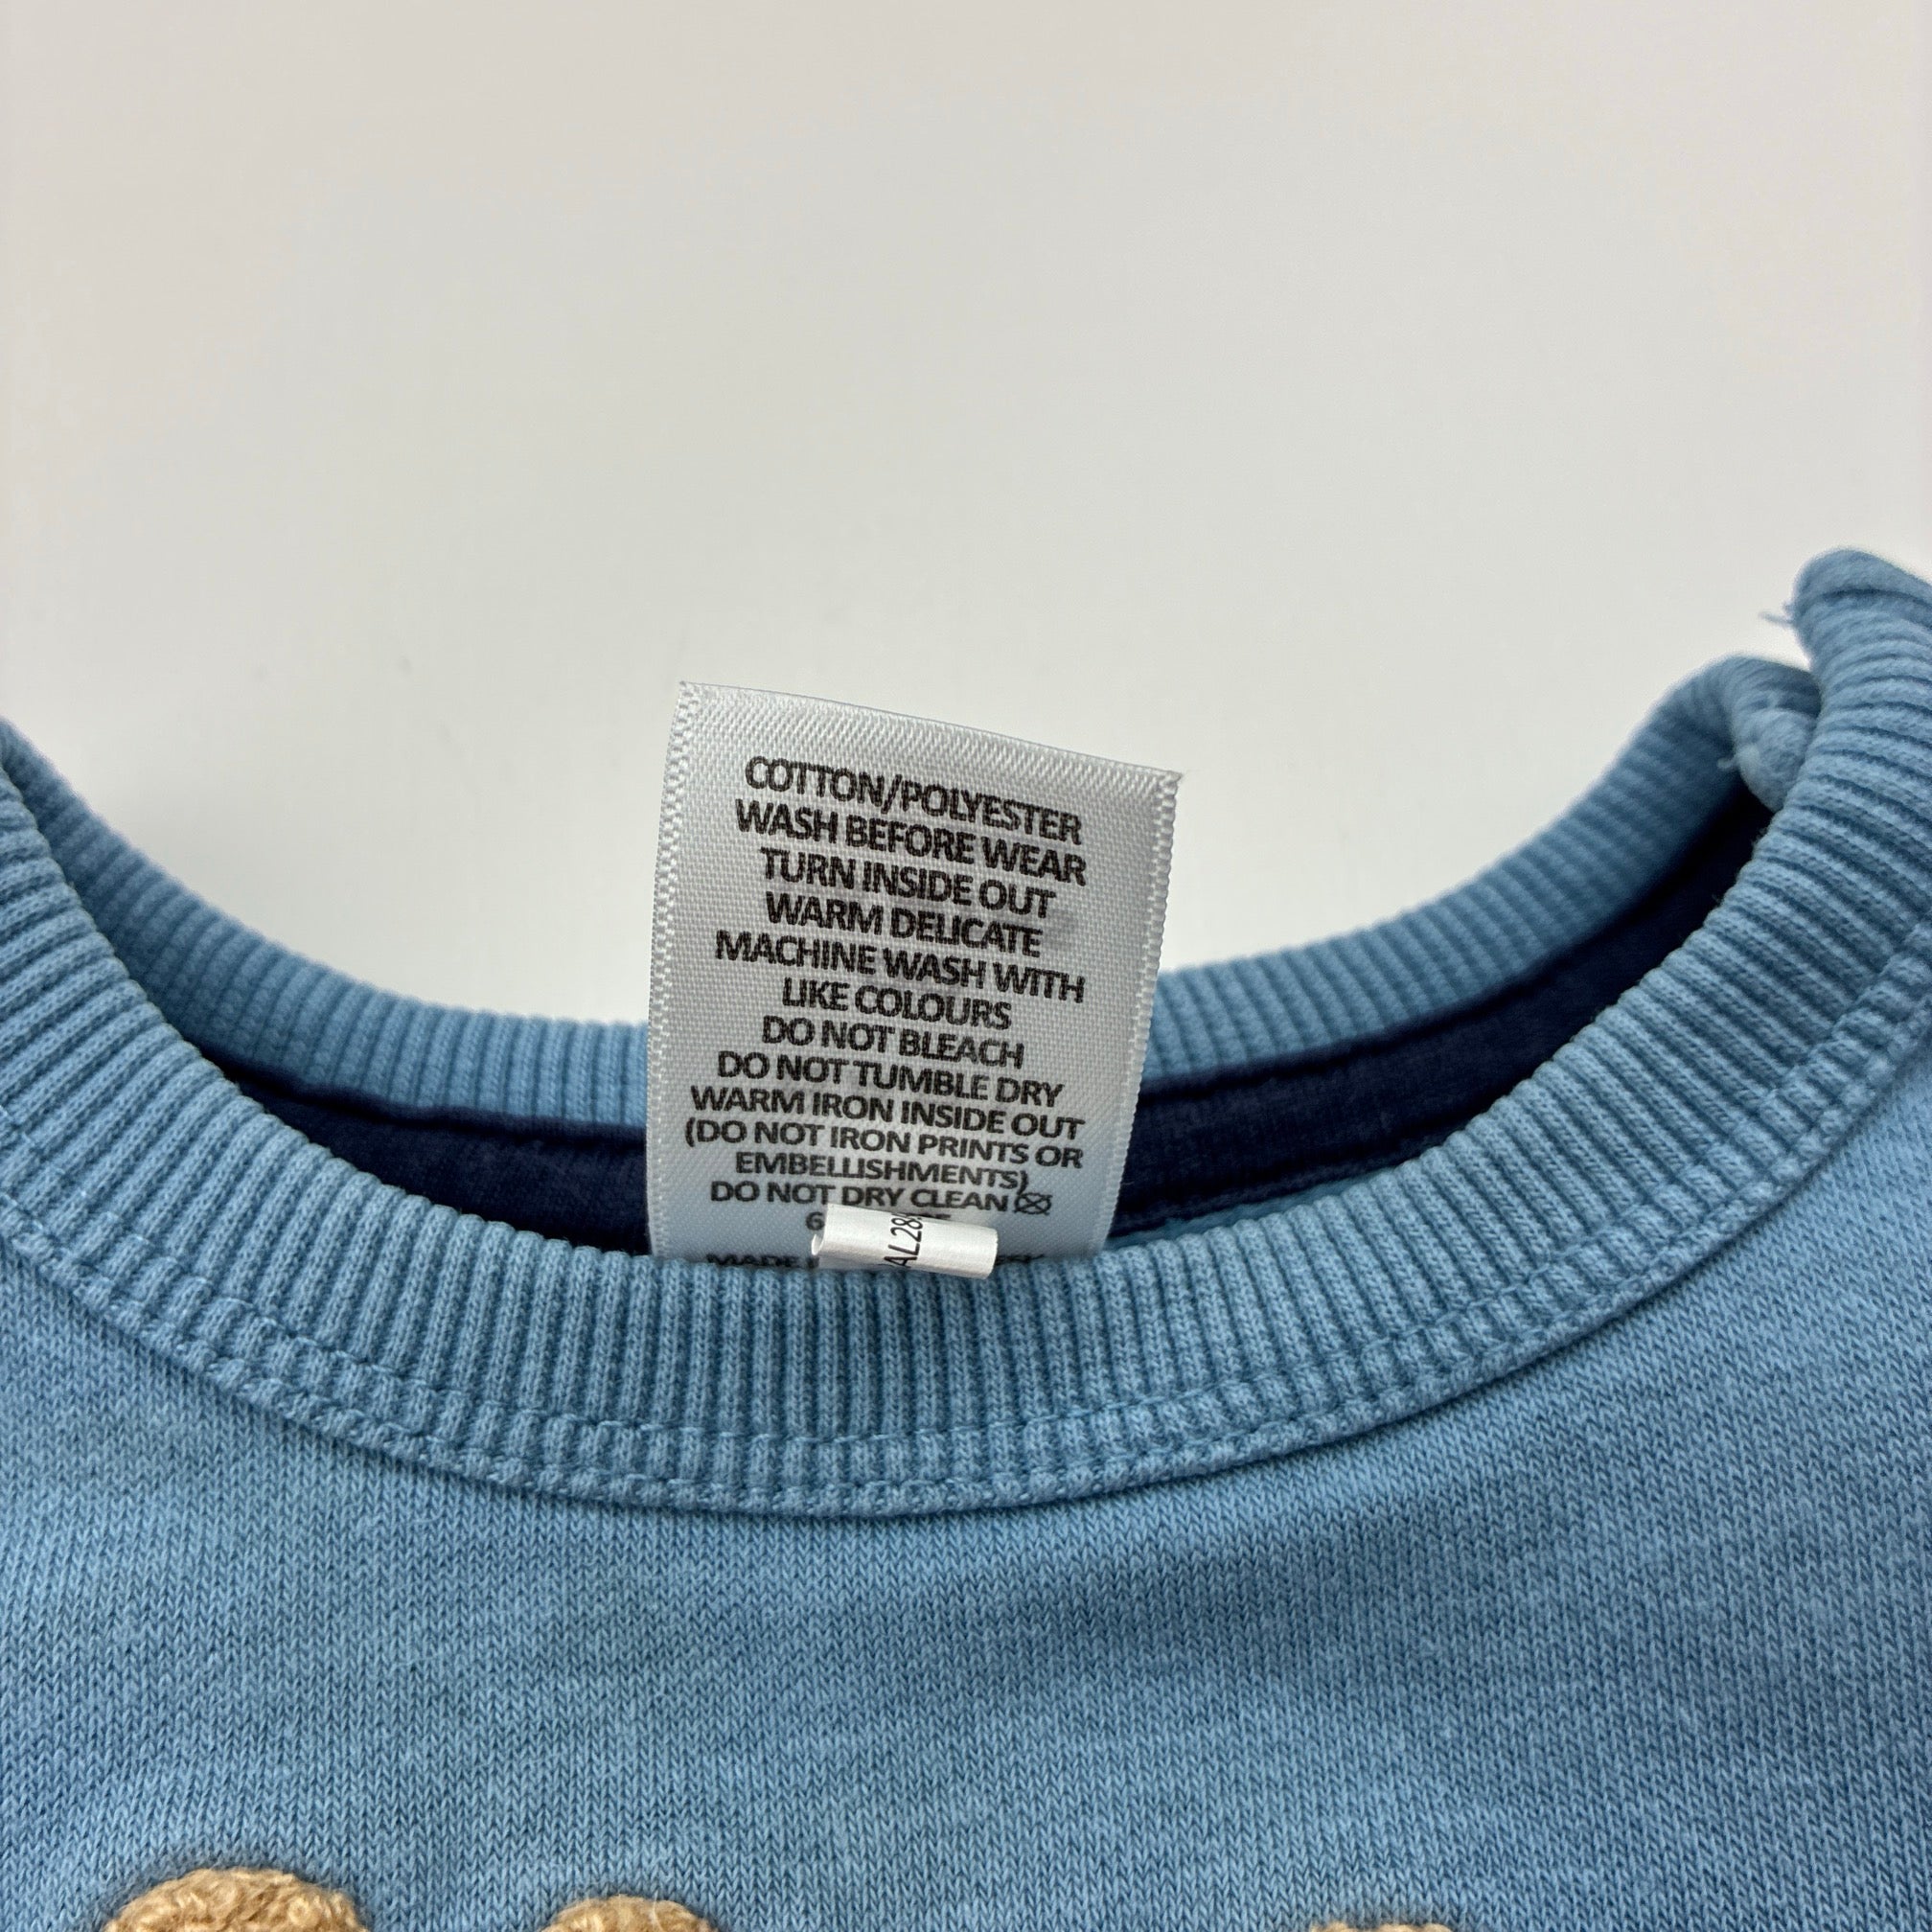 COTTON/POLYESTER
WASH BEFORE WEAR
TURN INSIDE OUT
WARM DELICATE
MACHINE WASH WITH
LIKE COLOURS
DO NOT BLEACH
DO NOT TUMBLE DRY
WARM IRON INSIDE OUT
(DO NOT IRON PRINTS OR
EMBELLISHMENTS)
DO NOT DRY CLEAN
MADE